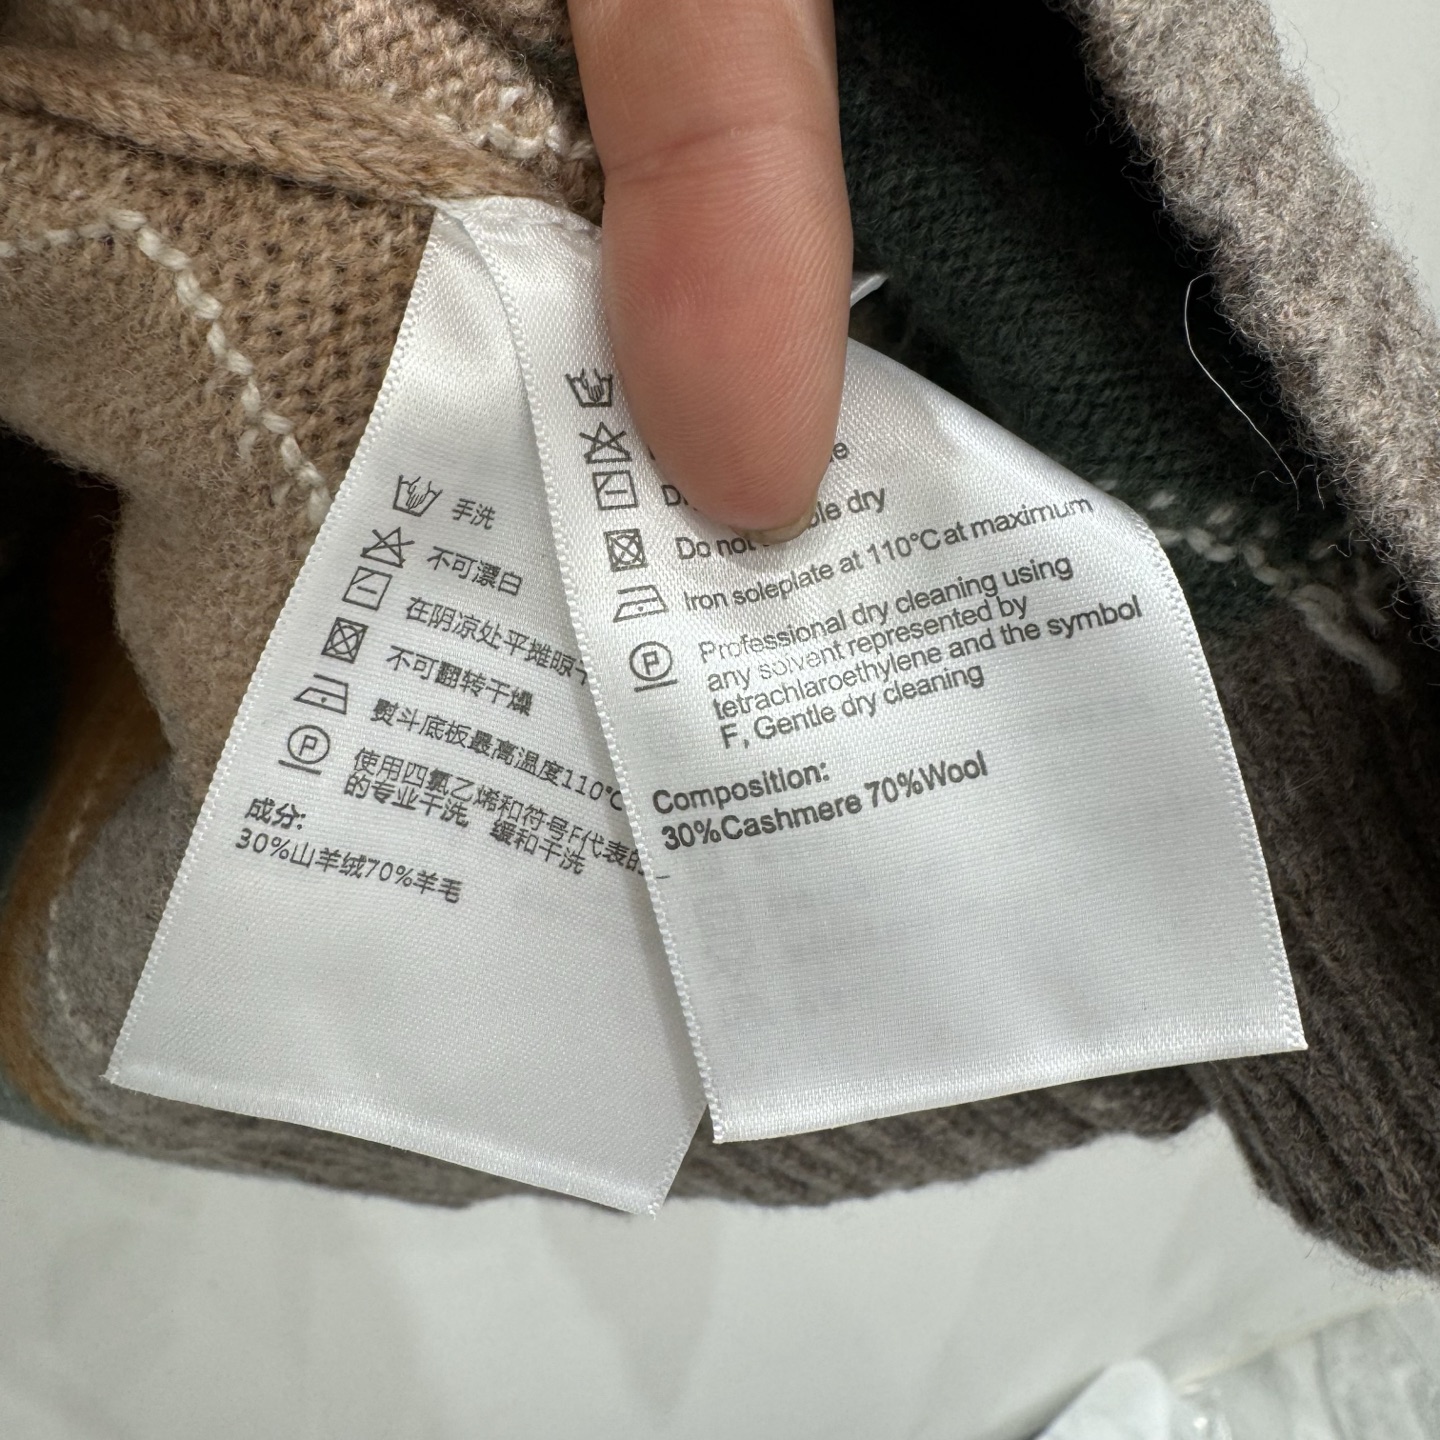 手洗
不可漂白
在阴凉处平摊晾
不可翻转干燥
熨斗底板最高温度110℃
使用四氯乙烯和符号F代表的
的专业干洗，缓和干洗
成分:
30%山羊绒70%羊毛
dry
Do not
Iron soleplate at 110℃ at maximum
Professional dry cleaning using
any solvent represented by
tetrachlaroethylene and the symbol
F, Gentle dry cleaning
Composition:
30%Cashmere 70%Wool